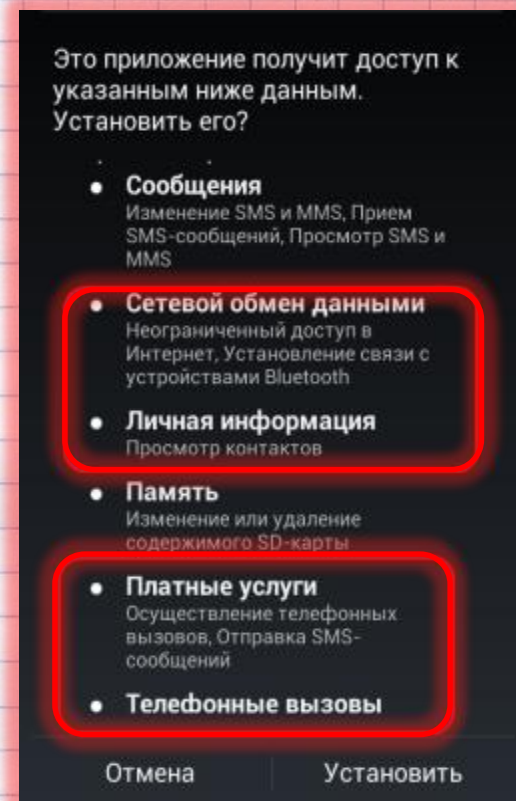 Это приложение получит доступ к
указанным ниже данным.
Установить его?
Сообщения
Изменение SMS и MMS, Прием
SMS-сообщений, Просмотр SMS и
MMS
Сетевой обмен данными
Неограниченный доступ в
Интернет, Установление связи с
устройствами Bluetooth
Личная информация
Просмотр контактов
Память
Изменение или удаление
содержимого SD-карты
Платные услуги
Осуществление телефонных
вызовов, Отправка SMS-
сообщений
Телефонные вызовы
Отмена Установить